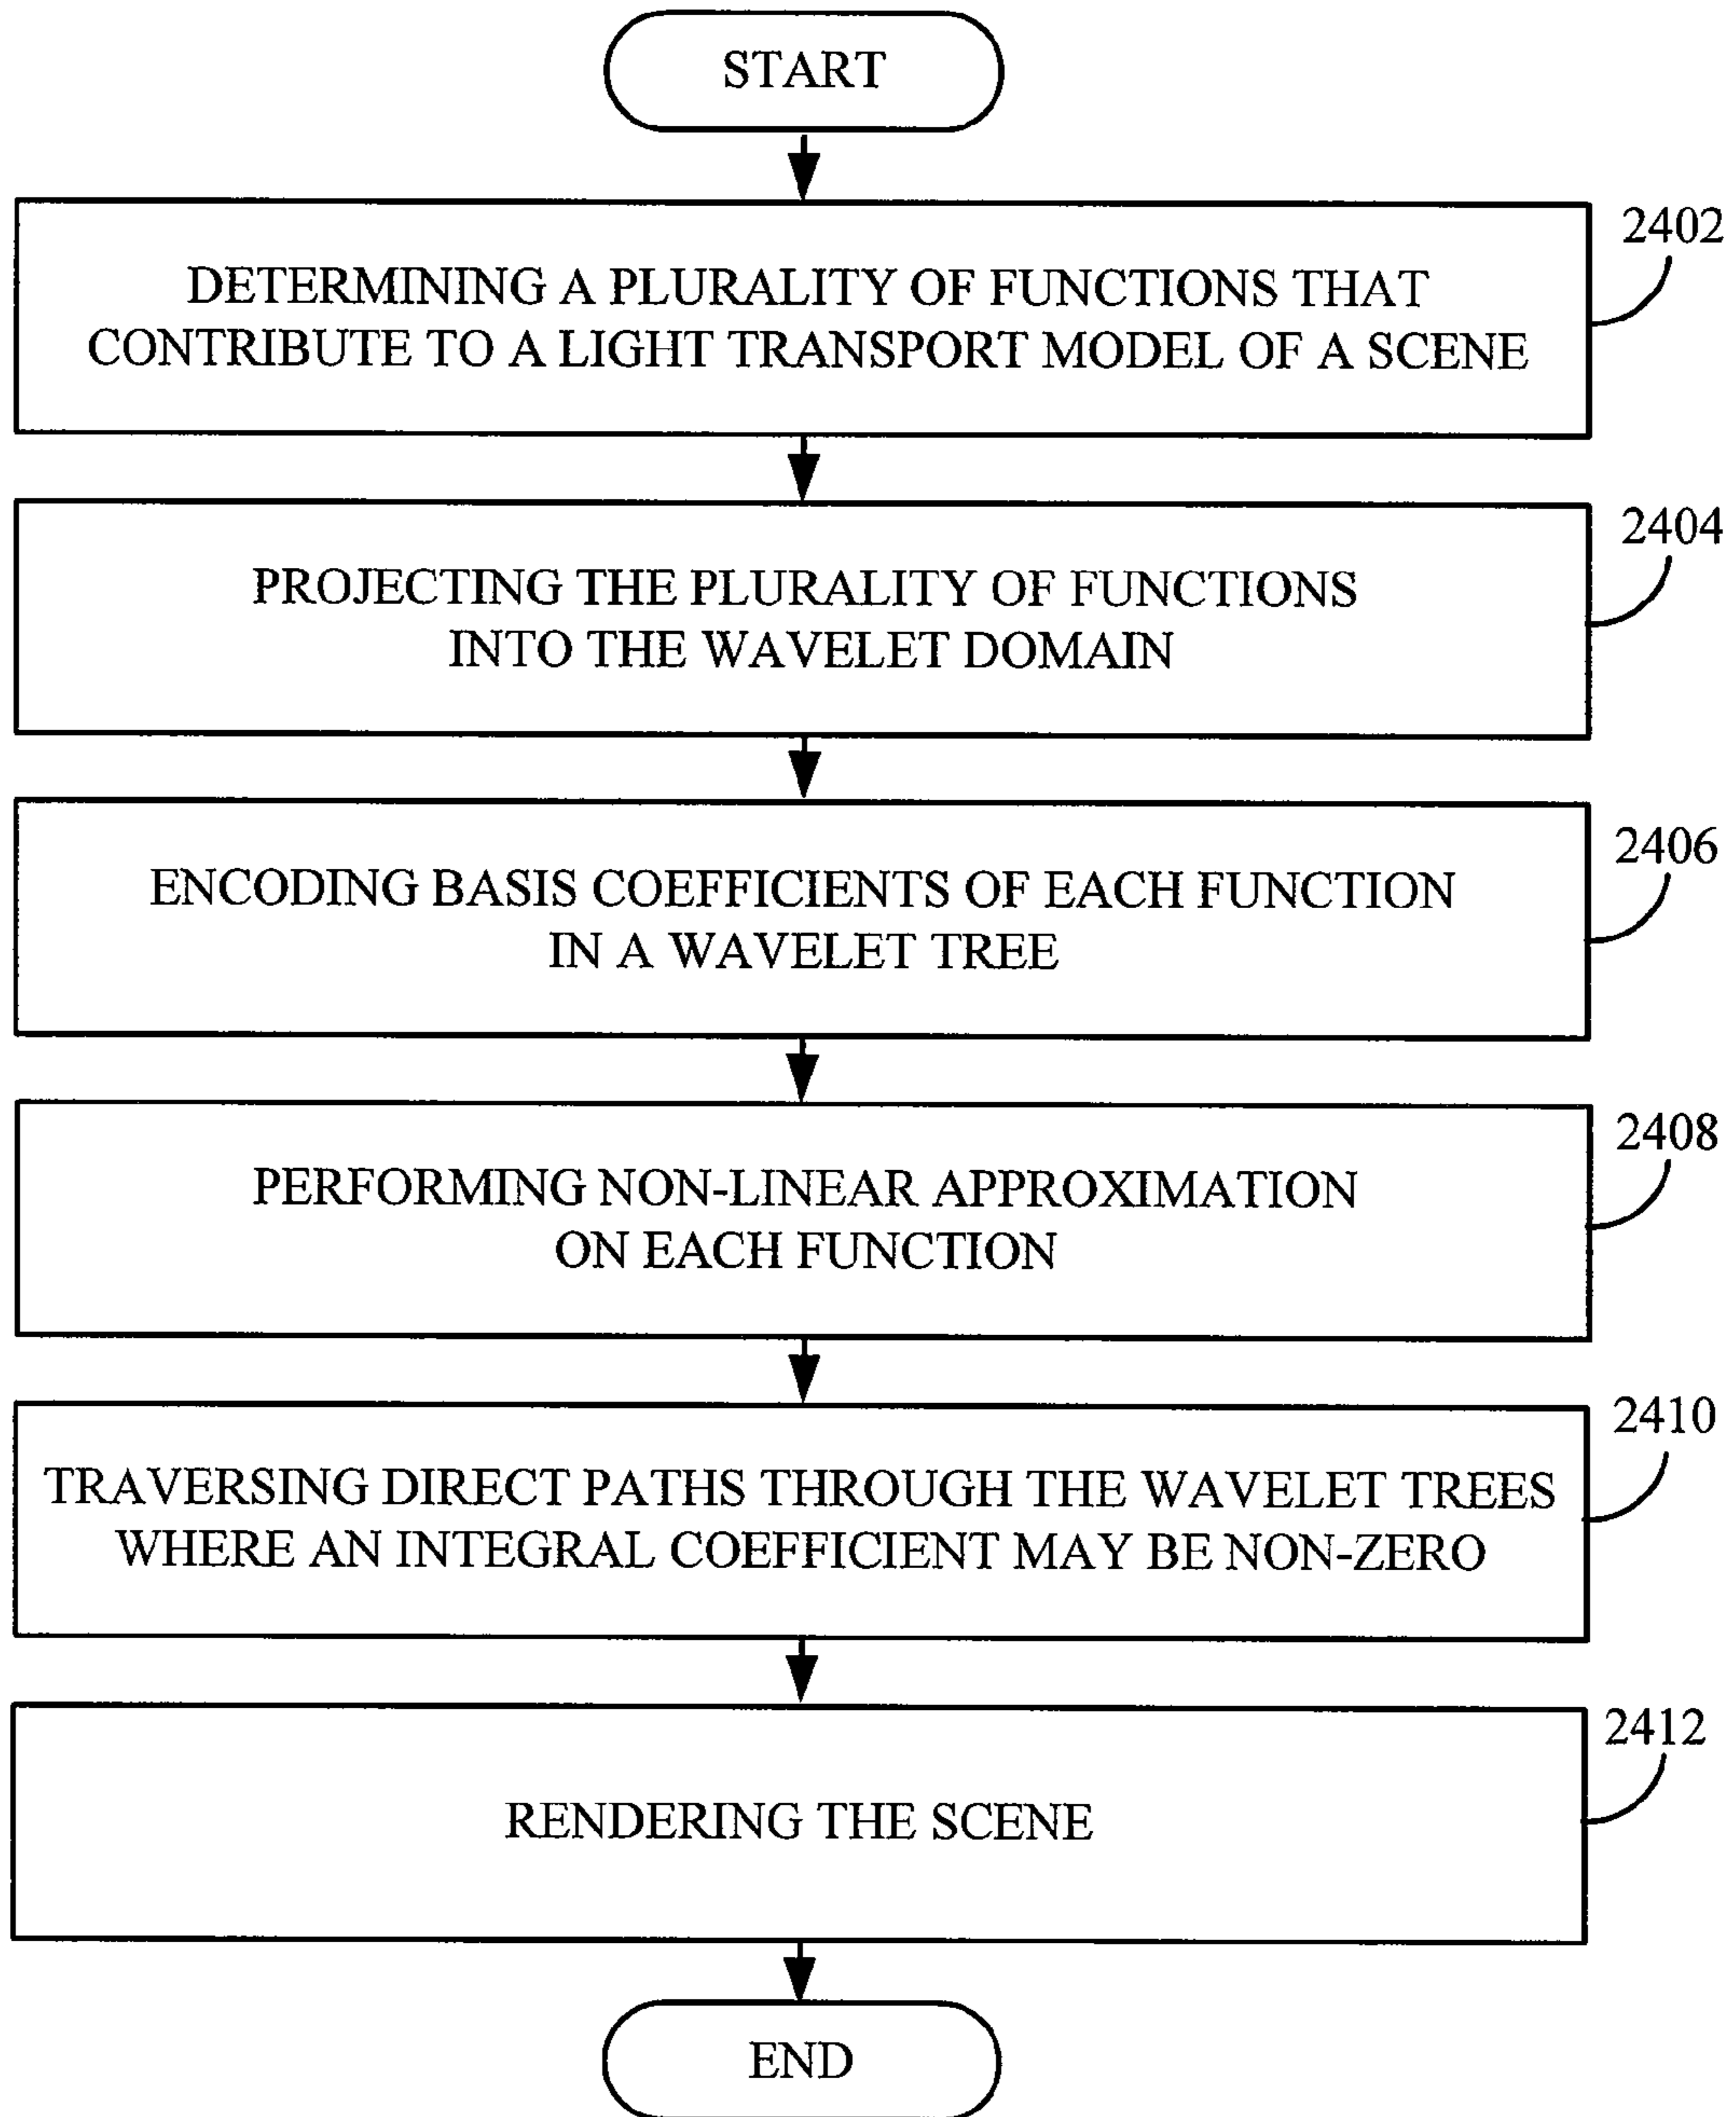 START
2402
DETERMINING A PLURALITY OF FUNCTIONS THAT
CONTRIBUTE TO A LIGHT TRANSPORT MODEL OF A SCENE
2404
PROJECTING THE PLURALITY OF FUNCTIONS
INTO THE WAVELET DOMAIN
2406
ENCODING BASIS COEFFICIENTS OF EACH FUNCTION
IN A WAVELET TREE
2408
PERFORMING NON-LINEAR APPROXIMATION
ON EACH FUNCTION
2410
TRAVERSING DIRECT PATHS THROUGH THE WAVELET TREES
WHERE AN INTEGRAL COEFFICIENT MAY BE NON-ZERO
2412
RENDERING THE SCENE
END